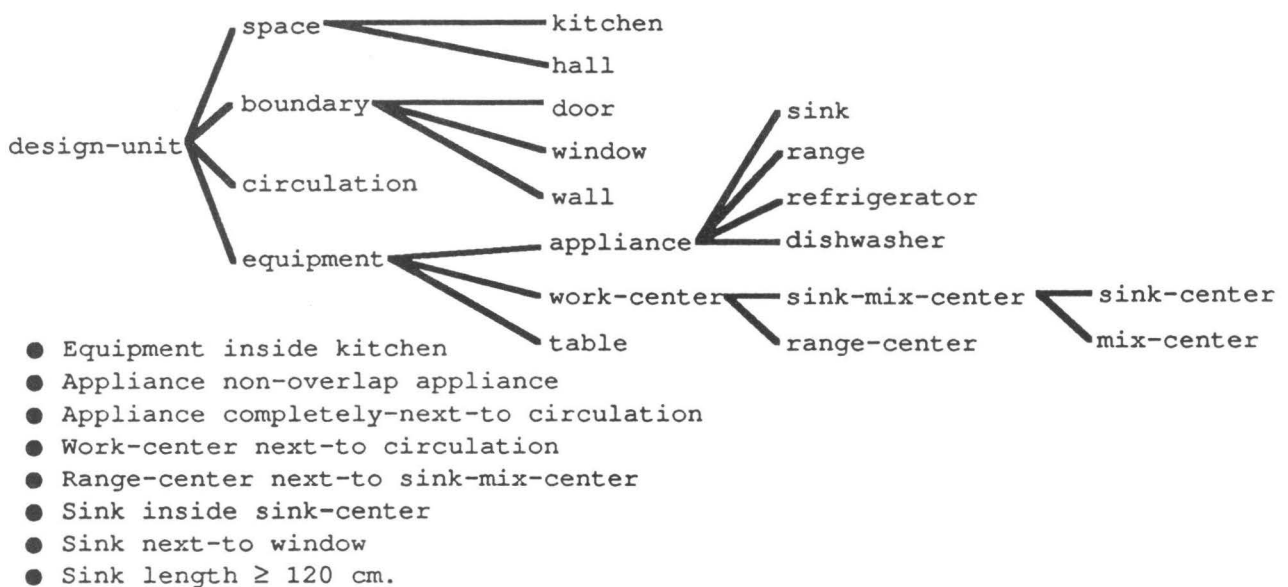 space kitchen
hall
boundary door sink
design-unit window range
circulation wall refrigerator
equipment appliance dishwasher
work-center sink-mix-center sink-center
table range-center mix-center
● Equipment inside kitchen
● Appliance non-overlap appliance
● Appliance completely-next-to circulation
● Work-center next-to circulation
● Range-center next-to sink-mix-center
● Sink inside sink-center
● Sink next-to window
● Sink length ≥ 120 cm.